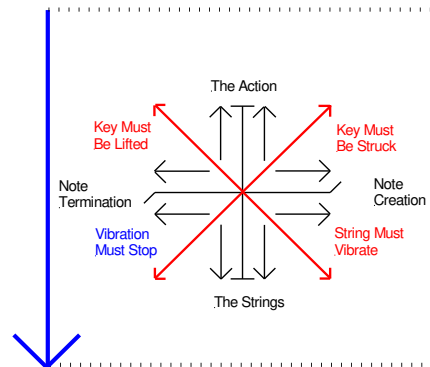 The Action
Key Must
Be Lifted
Key Must
Be Struck
Note
Termination
Note
Creation
Vibration
Must Stop
String Must
Vibrate
The Strings